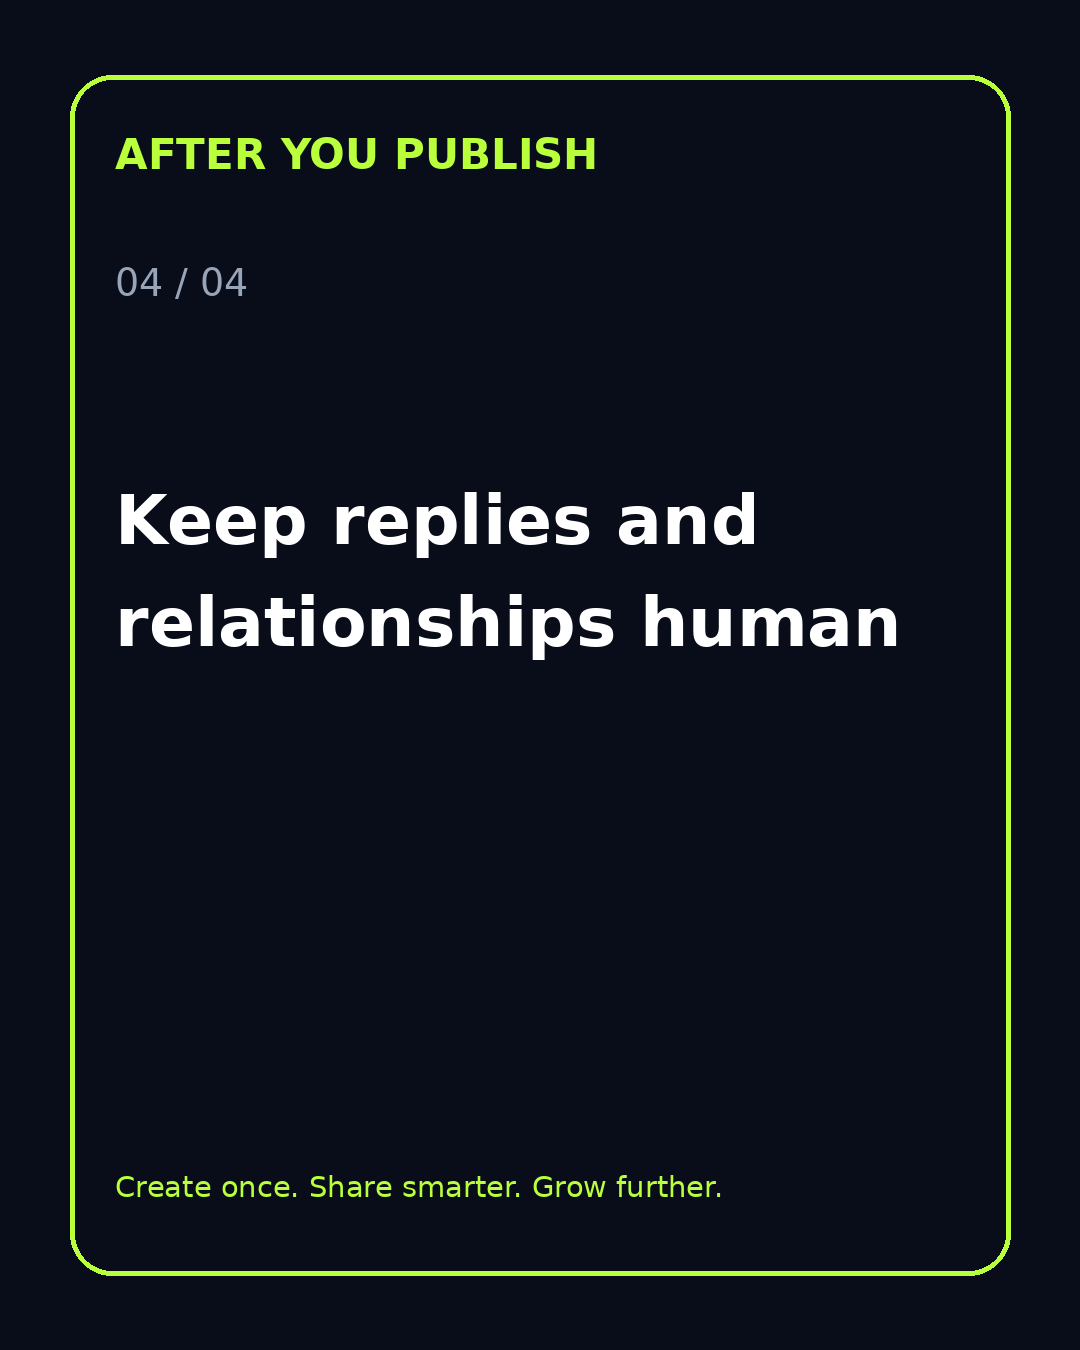 AFTER YOU PUBLISH
04 / 04
Keep replies and
relationships human
Create once. Share smarter. Grow further.